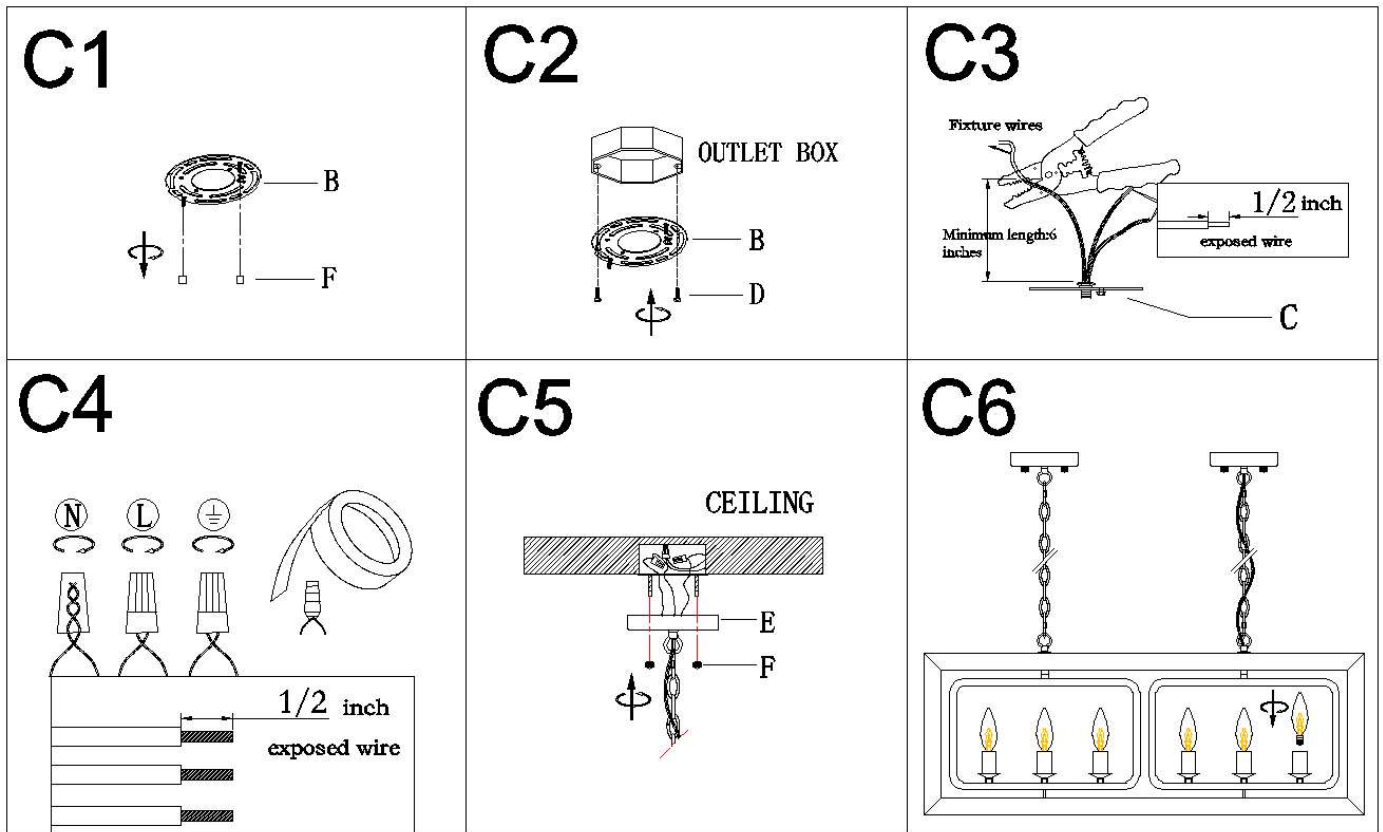 C1
B
F
C2
OUTLET BOX
B
D
C3
Fixture wires
1/2 inch
exposed wire
Minimum length:6
inches
C
C4
N
L
1/2 inch
exposed wire
C5
CEILING
E
F
C6